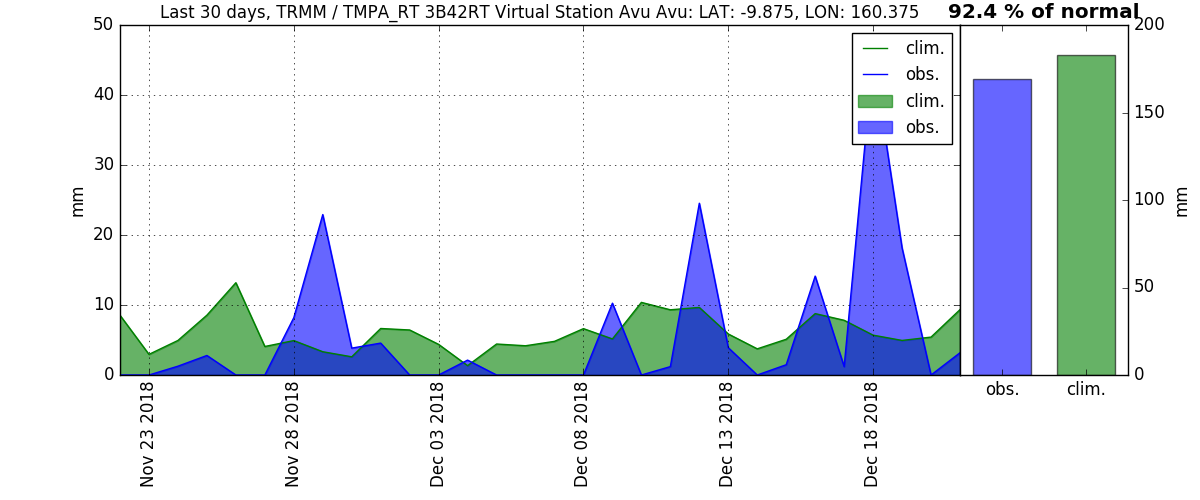 Last 30 days, TRMM / TMPA_RT 3B42RT Virtual Station Avu Avu: LAT: -9.875, LON: 160.375
92.4 % of normal
50
40
30
20
10
0
mm
clim.
obs.
clim.
obs.
Nov 23 2018
Nov 28 2018
Dec 03 2018
Dec 08 2018
Dec 13 2018
Dec 18 2018
200
150
100
50
0
mm
obs.
clim.